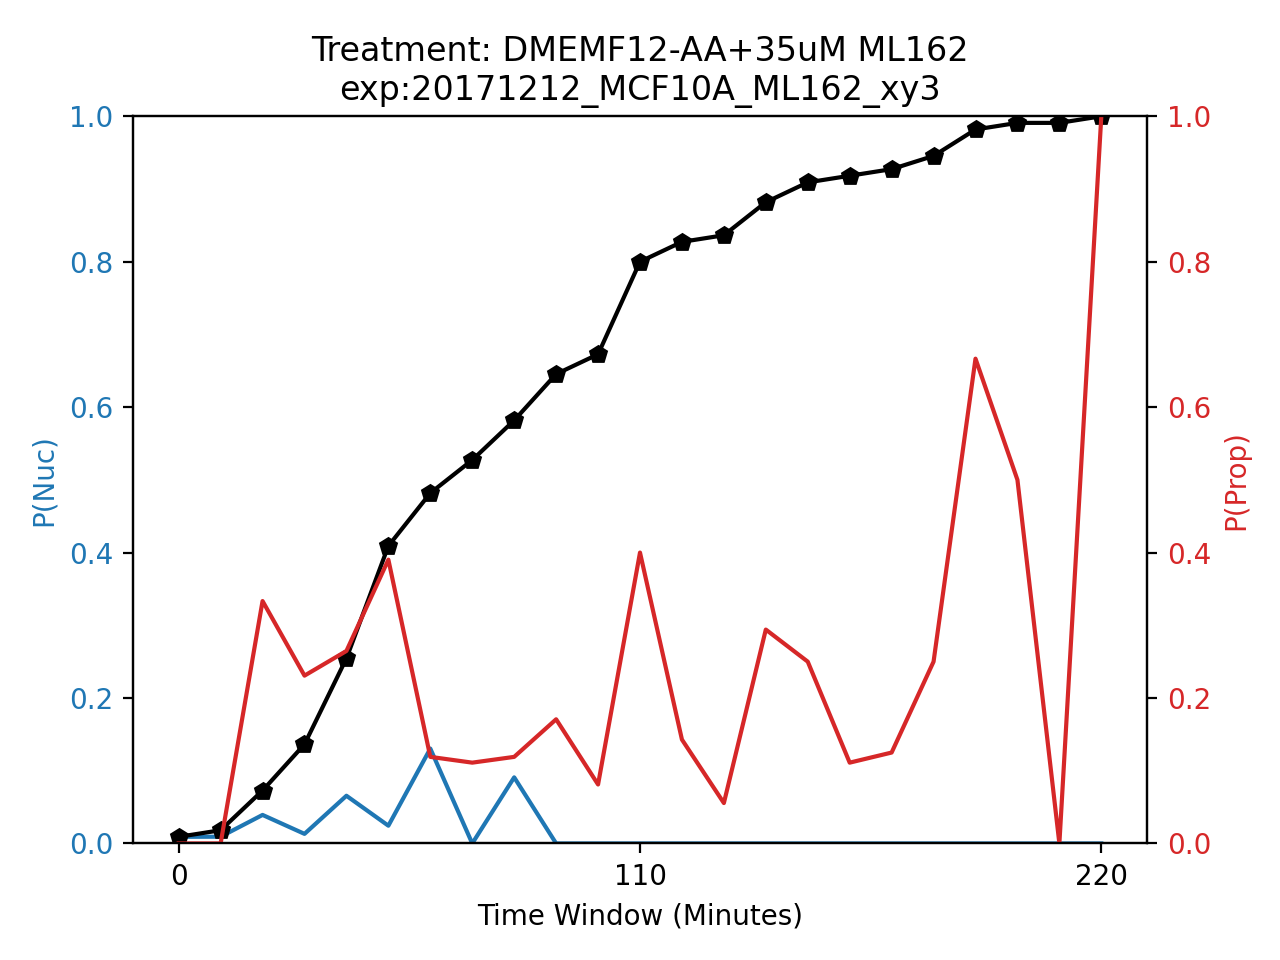 Treatment: DMEMF12-AA+35uM ML162
exp:20171212_MCF10A_ML162_xy3
1.0
0.8
0.6
0.4
0.2
0.0
P(Nuc)
1.0
0.8
0.6
0.4
0.2
0.0
P(Prop)
0 110 220
Time Window (Minutes)